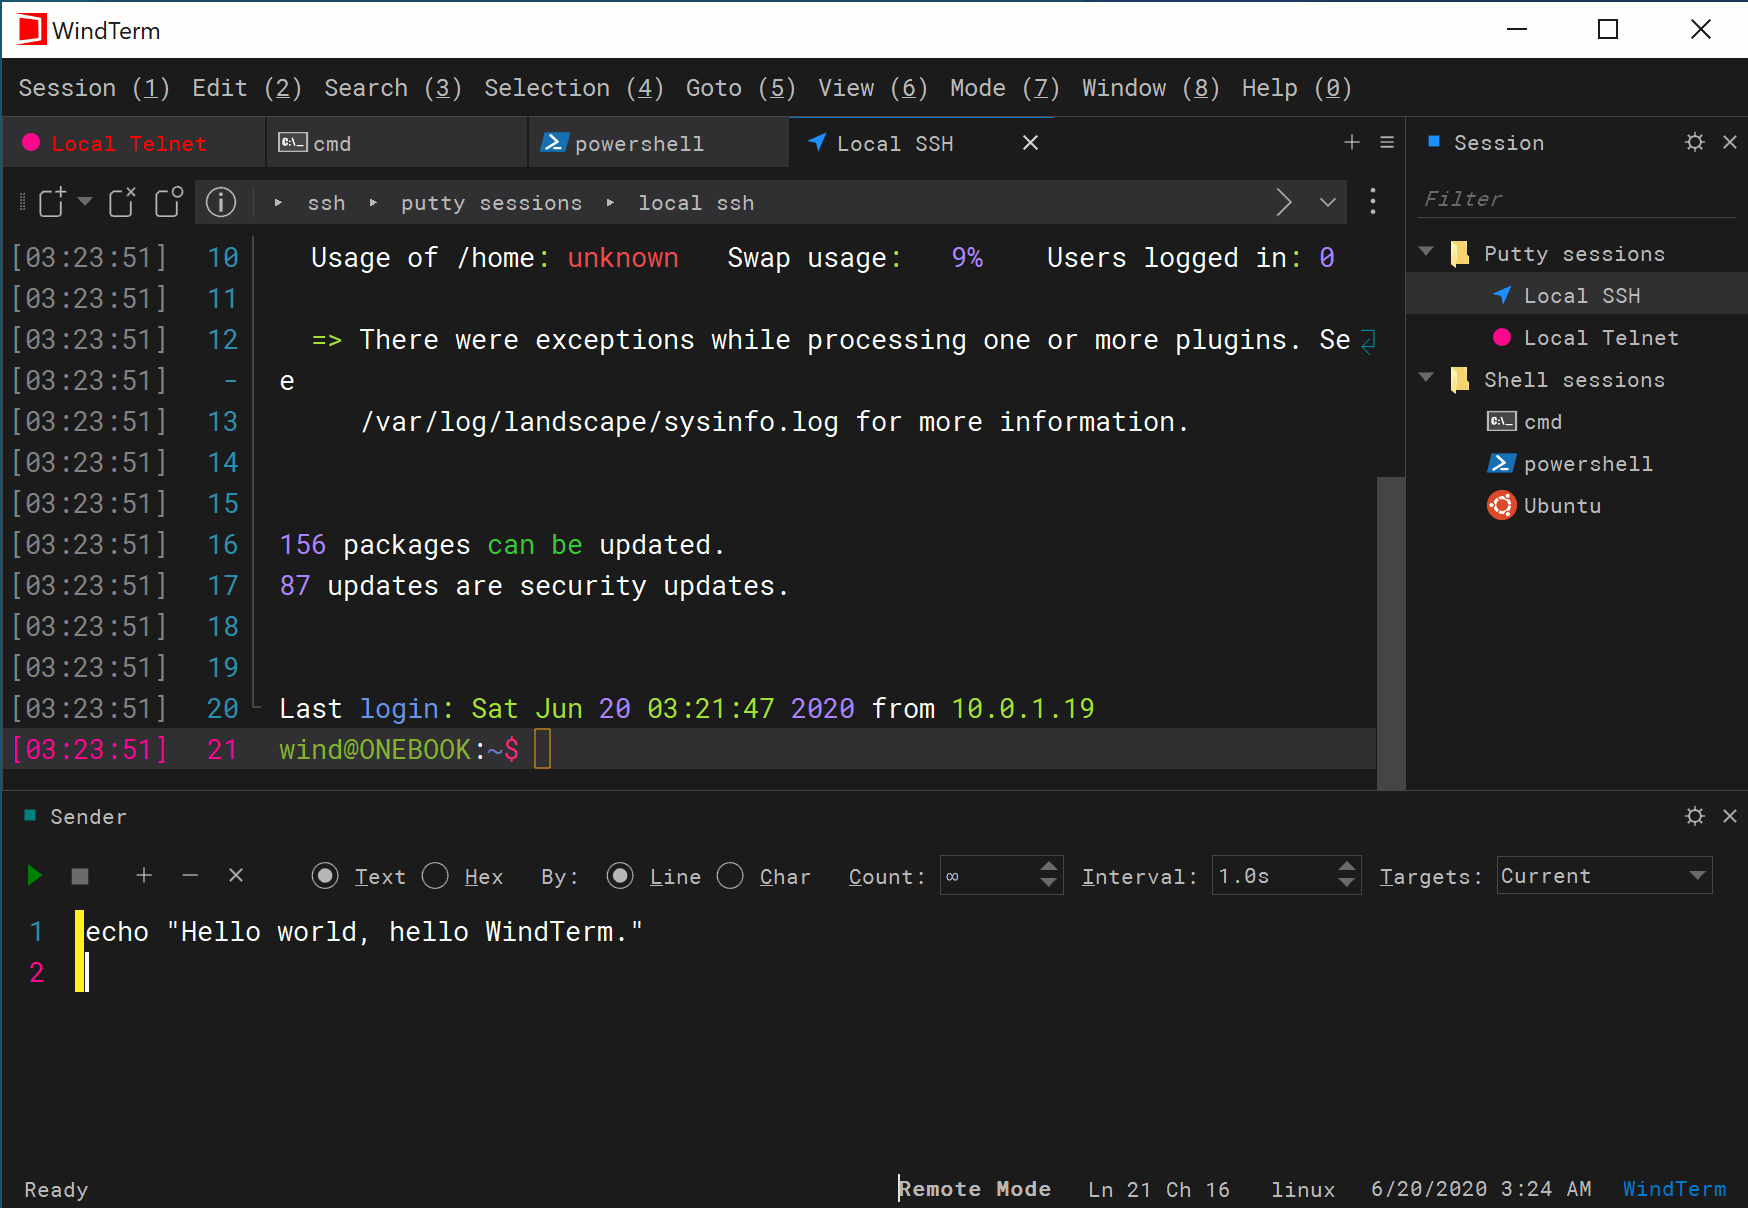 WindTerm
Session (1) Edit (2) Search (3) Selection (4) Goto (5) View (6) Mode (7) Window (8) Help (0)
Local Telnet
C:\_ cmd
powershell
Local SSH
Session
ssh putty sessions local ssh
[03:23:51] 10 Usage of /home: unknown Swap usage: 9% Users logged in: 0
[03:23:51] 11
[03:23:51] 12 => There were exceptions while processing one or more plugins. Se
[03:23:51] - e
[03:23:51] 13 /var/log/landscape/sysinfo.log for more information.
[03:23:51] 14
[03:23:51] 15
[03:23:51] 16 156 packages can be updated.
[03:23:51] 17 87 updates are security updates.
[03:23:51] 18
[03:23:51] 19
[03:23:51] 20 Last login: Sat Jun 20 03:21:47 2020 from 10.0.1.19
[03:23:51] 21 wind@ONEBOOK:~$
Filter
Putty sessions
Local SSH
Local Telnet
Shell sessions
C:\_ cmd
powershell
Ubuntu
Sender
Text Hex By: Line Char Count: ∞ Interval: 1.0s Targets: Current
1 echo "Hello world, hello WindTerm."
2
Ready Remote Mode Ln 21 Ch 16 linux 6/20/2020 3:24 AM WindTerm